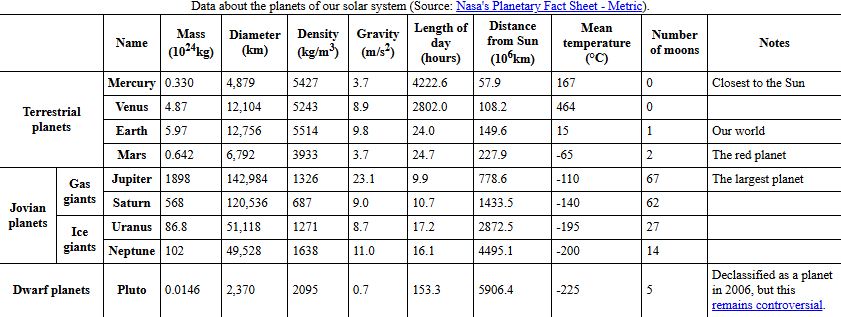 Data about the planets of our solar system (Source: Nasa's Planetary Fact Sheet - Metric).
Name Mass (10²⁴kg) Diameter (km) Density (kg/m³) Gravity (m/s²) Length of day (hours) Distance from Sun (10⁶km) Mean temperature (°C) Number of moons Notes
Terrestrial planets
Mercury 0.330 4,879 5427 3.7 4222.6 57.9 167 0 Closest to the Sun
Venus 4.87 12,104 5243 8.9 2802.0 108.2 464 0
Earth 5.97 12,756 5514 9.8 24.0 149.6 15 1 Our world
Mars 0.642 6,792 3933 3.7 24.7 227.9 -65 2 The red planet
Jovian planets
Gas giants
Jupiter 1898 142,984 1326 23.1 9.9 778.6 -110 67 The largest planet
Saturn 568 120,536 687 9.0 10.7 1433.5 -140 62
Ice giants
Uranus 86.8 51,118 1271 8.7 17.2 2872.5 -195 27
Neptune 102 49,528 1638 11.0 16.1 4495.1 -200 14
Dwarf planets Pluto 0.0146 2,370 2095 0.7 153.3 5906.4 -225 5 Declassified as a planet
in 2006, but this
remains controversial.